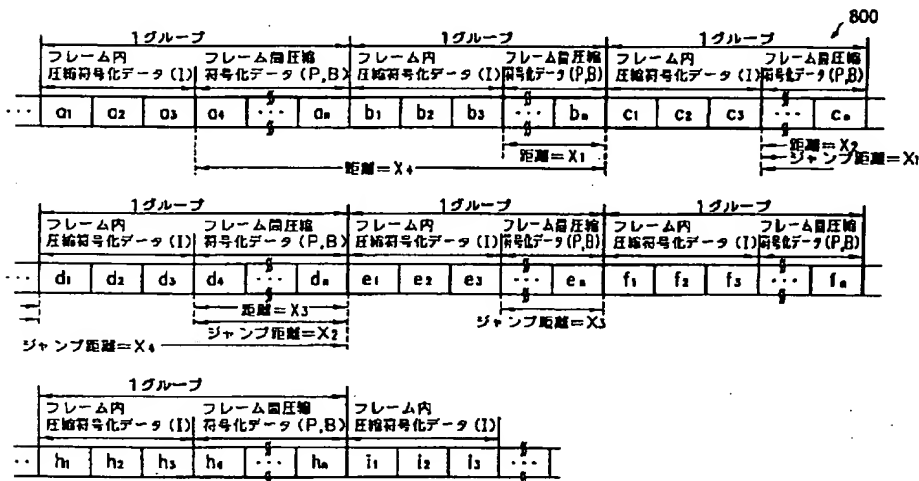 800
1グループ 1グループ 1グループ
フレーム内 フレーム間圧縮 フレーム内 フレーム間圧縮 フレーム内 フレーム間圧縮
圧縮符号化データ(I) 符号化データ(P,B) 圧縮符号化データ(I) 符号化データ(P,B) 圧縮符号化データ(I) 符号化データ(P,B)
… a1 a2 a3 a4 … an b1 b2 b3 … bn c1 c2 c3 … cn
距離=X1 距離=X2
距離=X4 ジャンプ距離=X1
1グループ 1グループ 1グループ
フレーム内 フレーム間圧縮 フレーム内 フレーム間圧縮 フレーム内 フレーム間圧縮
圧縮符号化データ(I) 符号化データ(P,B) 圧縮符号化データ(I) 符号化データ(P,B) 圧縮符号化データ(I) 符号化データ(P,B)
… d1 d2 d3 d4 … dn e1 e2 e3 … en f1 f2 f3 … fn
距離=X3
ジャンプ距離=X2 ジャンプ距離=X3
ジャンプ距離=X4
1グループ
フレーム内 フレーム間圧縮 フレーム内
圧縮符号化データ(I) 符号化データ(P,B) 圧縮符号化データ(I)
… h1 h2 h3 h4 … hn i1 i2 i3 …